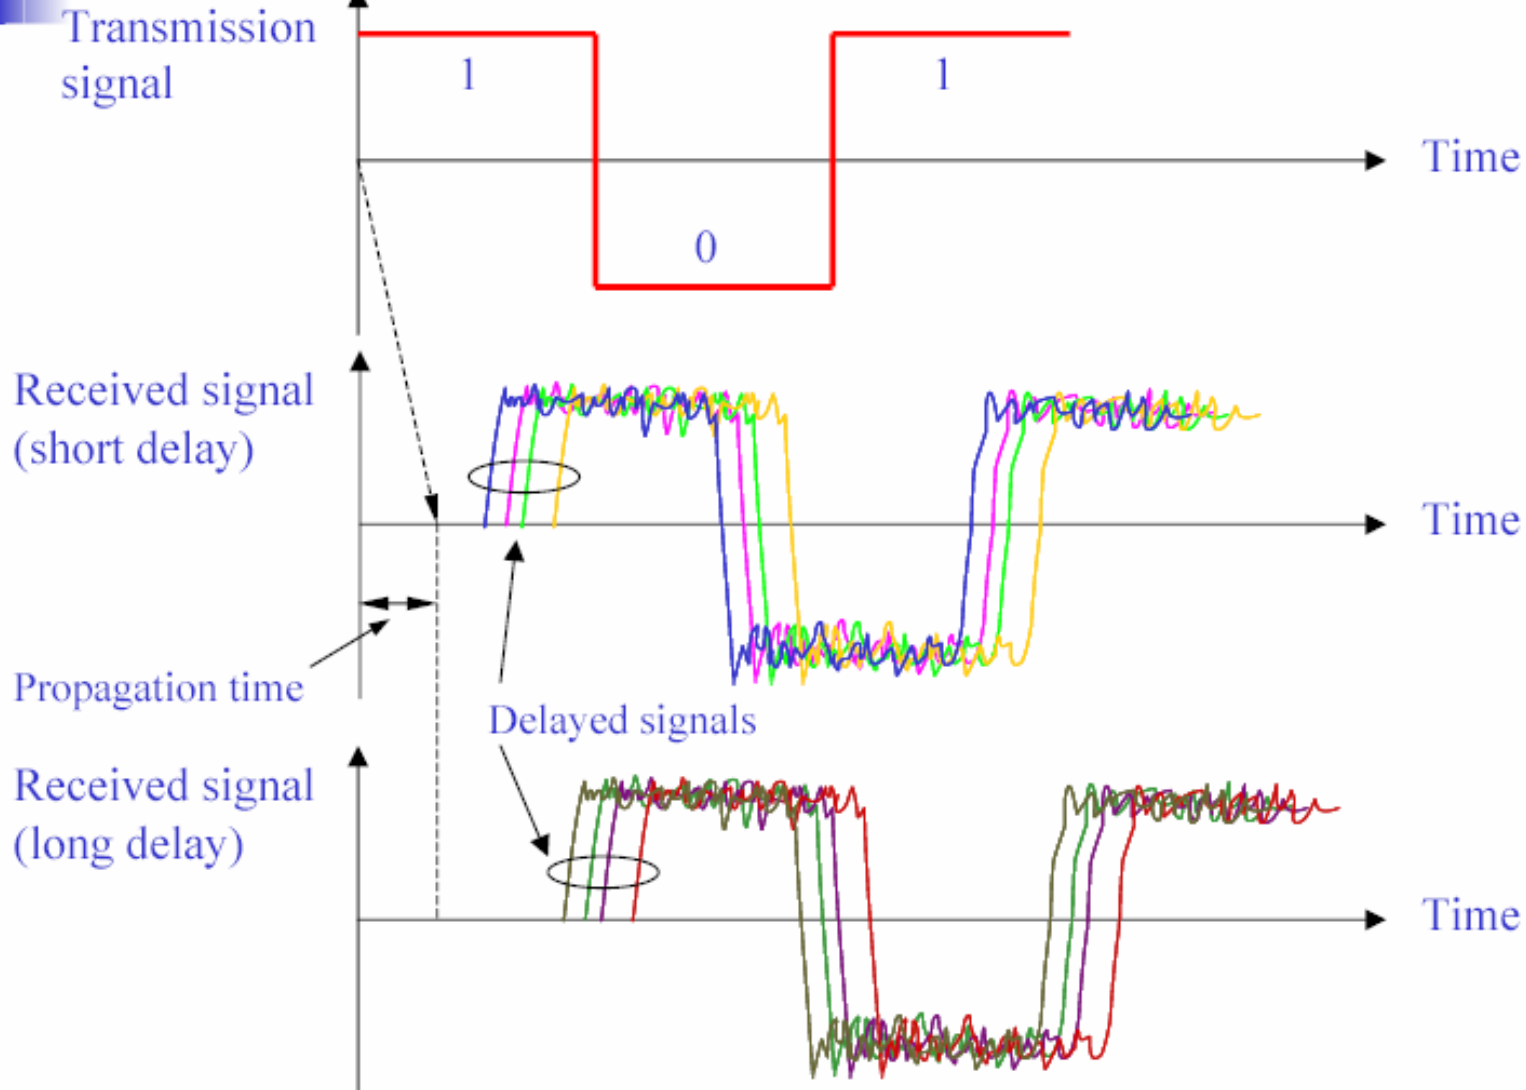 Transmission
signal
1
1
Time
0
Received signal
(short delay)
Time
Propagation time
Delayed signals
Received signal
(long delay)
Time